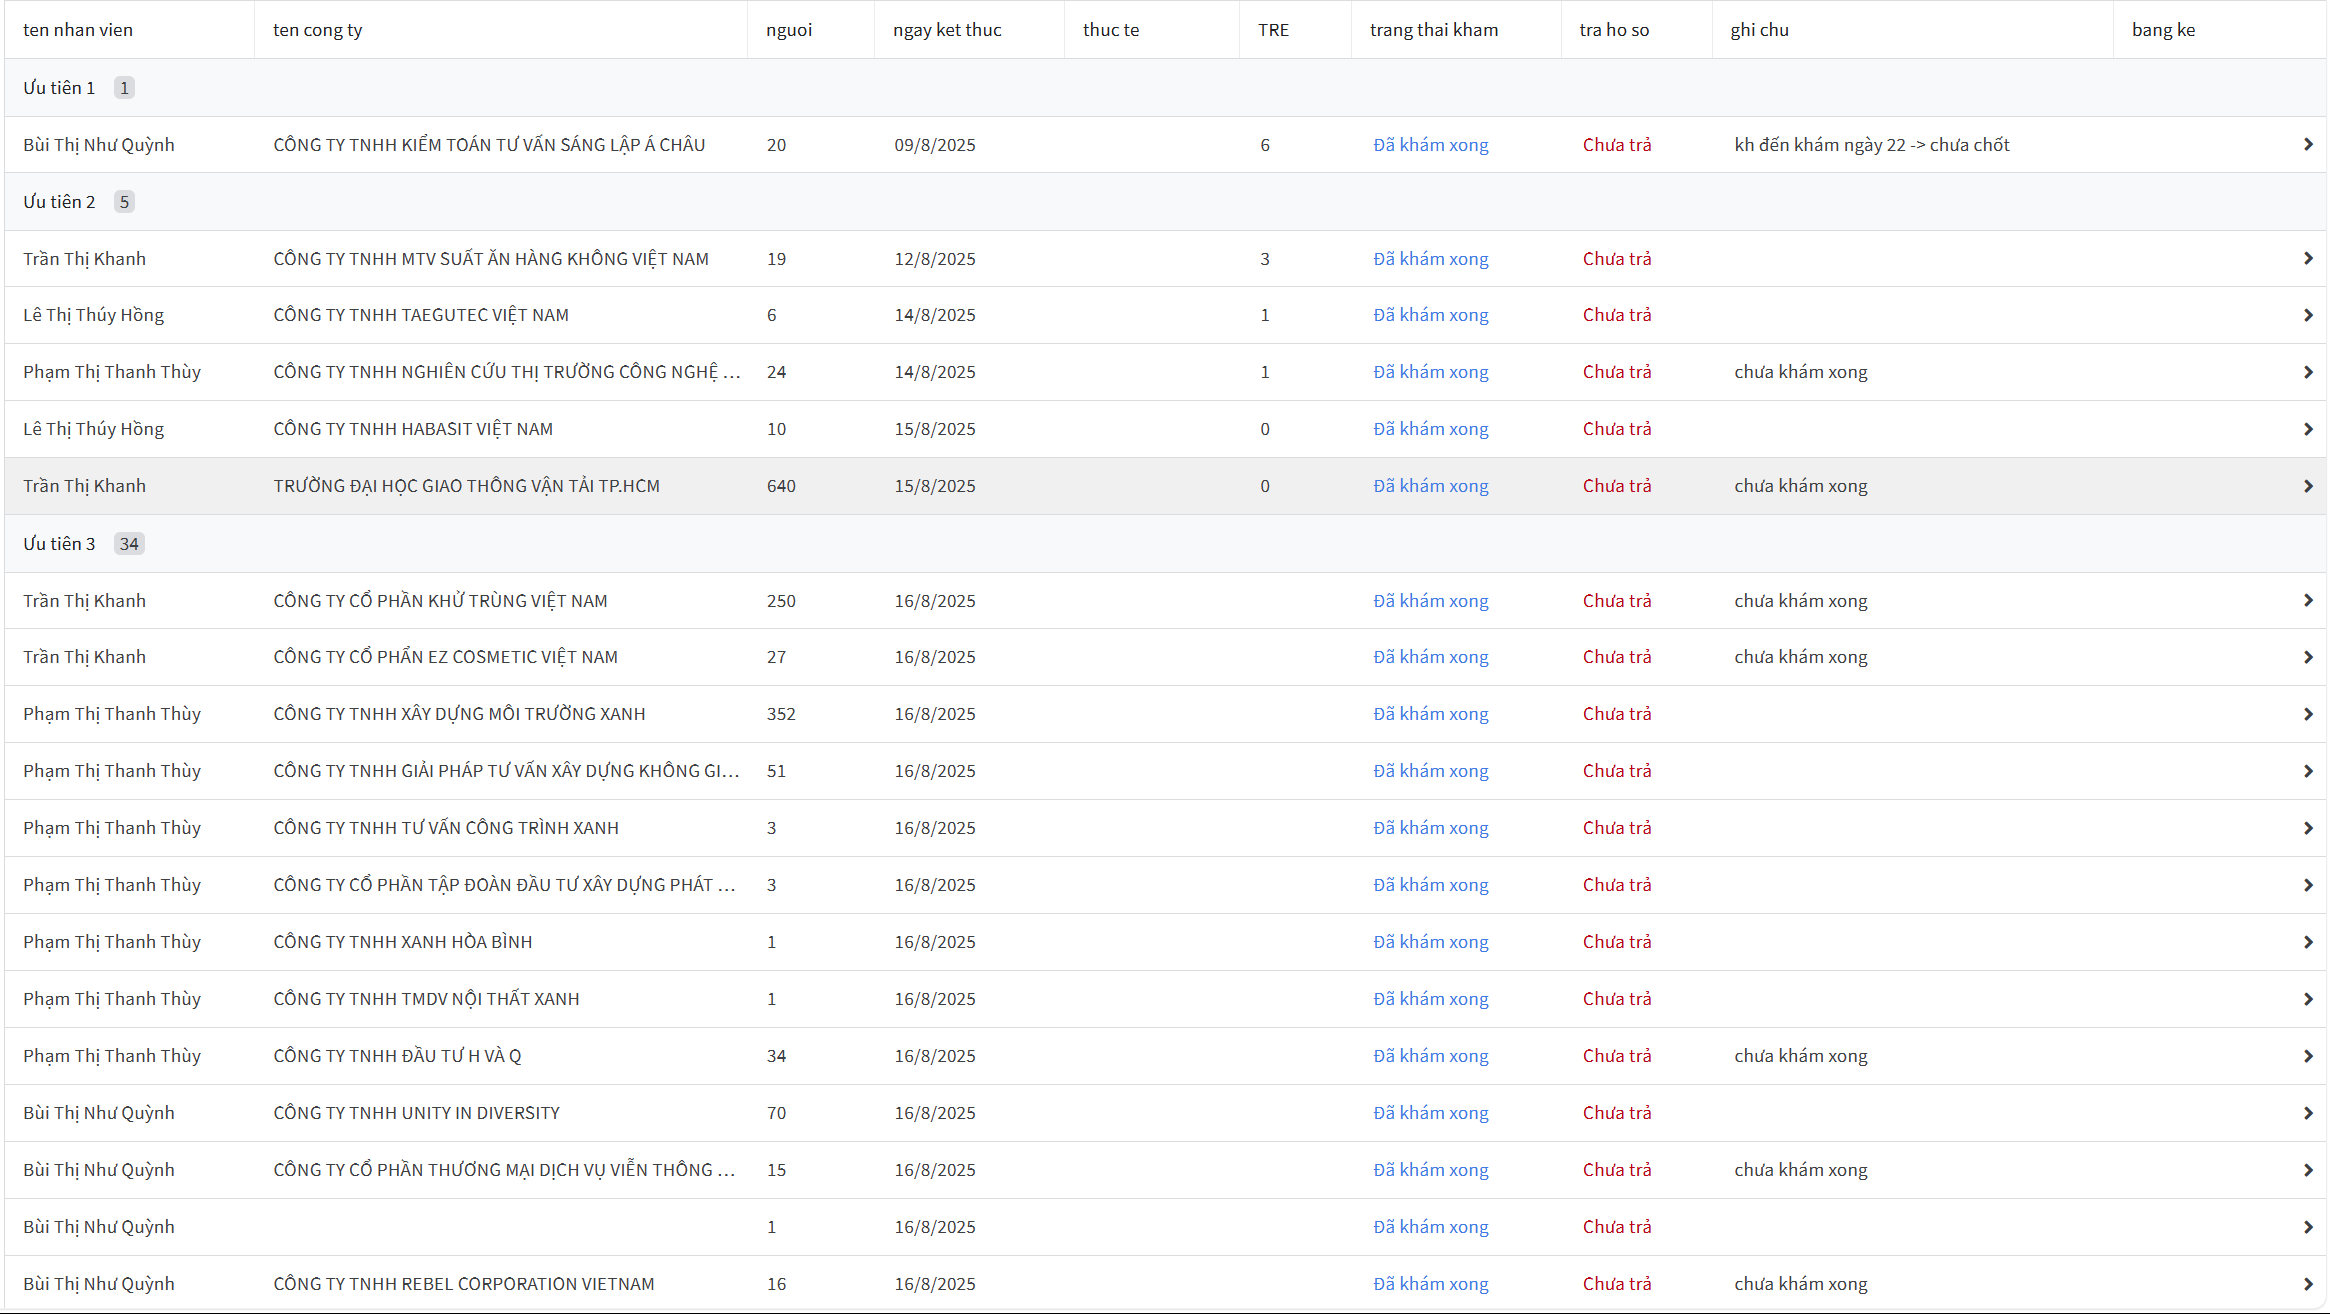 ten nhan vien ten cong ty nguoi ngay ket thuc thuc te TRE trang thai kham tra ho so ghi chu bang ke
Ưu tiên 1 1
Bùi Thị Như Quỳnh CÔNG TY TNHH KIỂM TOÁN TƯ VẤN SÁNG LẬP Á CHÂU 20 09/8/2025 6 Đã khám xong Chưa trả kh đến khám ngày 22 -> chưa chốt
Ưu tiên 2 5
Trần Thị Khanh CÔNG TY TNHH MTV SUẤT ĂN HÀNG KHÔNG VIỆT NAM 19 12/8/2025 3 Đã khám xong Chưa trả
Lê Thị Thúy Hồng CÔNG TY TNHH TAEGUTEC VIỆT NAM 6 14/8/2025 1 Đã khám xong Chưa trả
Phạm Thị Thanh Thùy CÔNG TY TNHH NGHIÊN CỨU THỊ TRƯỜNG CÔNG NGHỆ ... 24 14/8/2025 1 Đã khám xong Chưa trả chưa khám xong
Lê Thị Thúy Hồng CÔNG TY TNHH HABASIT VIỆT NAM 10 15/8/2025 0 Đã khám xong Chưa trả
Trần Thị Khanh TRƯỜNG ĐẠI HỌC GIAO THÔNG VẬN TẢI TP.HCM 640 15/8/2025 0 Đã khám xong Chưa trả chưa khám xong
Ưu tiên 3 34
Trần Thị Khanh CÔNG TY CỔ PHẦN KHỬ TRÙNG VIỆT NAM 250 16/8/2025 Đã khám xong Chưa trả chưa khám xong
Trần Thị Khanh CÔNG TY CỔ PHẨN EZ COSMETIC VIỆT NAM 27 16/8/2025 Đã khám xong Chưa trả chưa khám xong
Phạm Thị Thanh Thùy CÔNG TY TNHH XÂY DỰNG MÔI TRƯỜNG XANH 352 16/8/2025 Đã khám xong Chưa trả
Phạm Thị Thanh Thùy CÔNG TY TNHH GIẢI PHÁP TƯ VẤN XÂY DỰNG KHÔNG GI... 51 16/8/2025 Đã khám xong Chưa trả
Phạm Thị Thanh Thùy CÔNG TY TNHH TƯ VẤN CÔNG TRÌNH XANH 3 16/8/2025 Đã khám xong Chưa trả
Phạm Thị Thanh Thùy CÔNG TY CỔ PHẦN TẬP ĐOÀN ĐẦU TƯ XÂY DỰNG PHÁT ... 3 16/8/2025 Đã khám xong Chưa trả
Phạm Thị Thanh Thùy CÔNG TY TNHH XANH HÒA BÌNH 1 16/8/2025 Đã khám xong Chưa trả
Phạm Thị Thanh Thùy CÔNG TY TNHH TMDV NỘI THẤT XANH 1 16/8/2025 Đã khám xong Chưa trả
Phạm Thị Thanh Thùy CÔNG TY TNHH ĐẦU TƯ H VÀ Q 34 16/8/2025 Đã khám xong Chưa trả chưa khám xong
Bùi Thị Như Quỳnh CÔNG TY TNHH UNITY IN DIVERSITY 70 16/8/2025 Đã khám xong Chưa trả
Bùi Thị Như Quỳnh CÔNG TY CỔ PHẦN THƯƠNG MẠI DỊCH VỤ VIỄN THÔNG ... 15 16/8/2025 Đã khám xong Chưa trả chưa khám xong
Bùi Thị Như Quỳnh 1 16/8/2025 Đã khám xong Chưa trả
Bùi Thị Như Quỳnh CÔNG TY TNHH REBEL CORPORATION VIETNAM 16 16/8/2025 Đã khám xong Chưa trả chưa khám xong